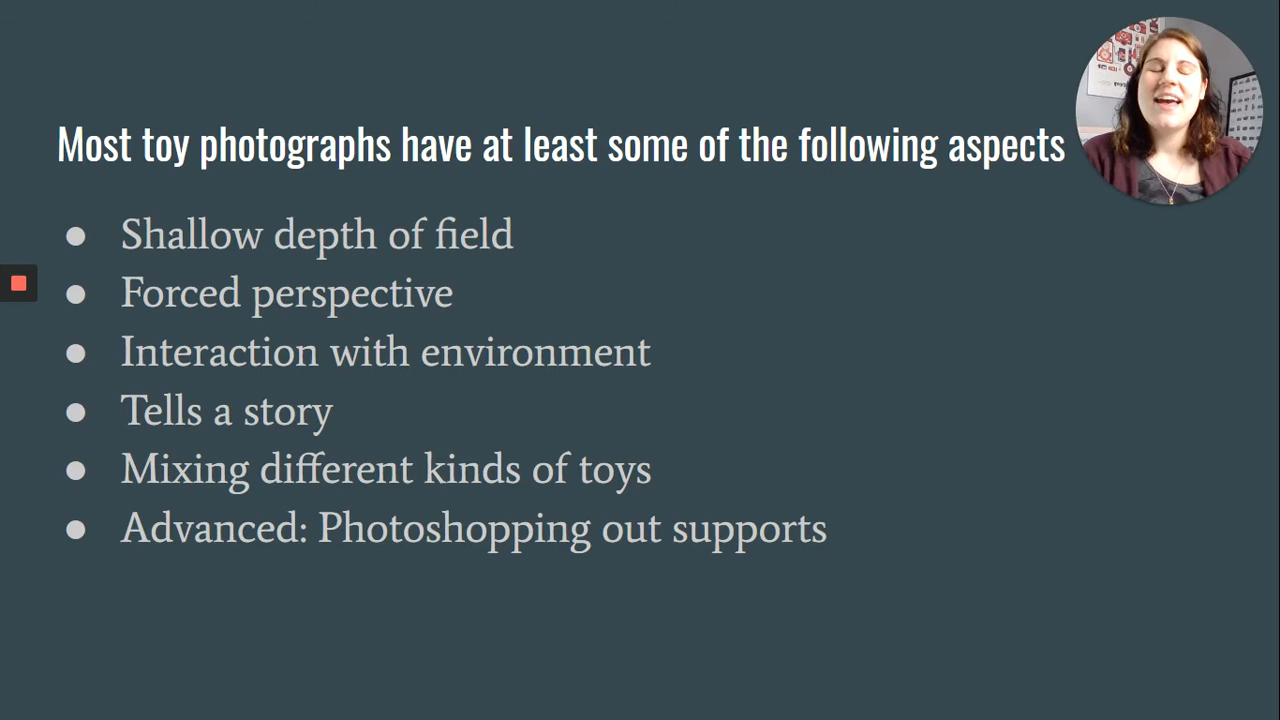 Most toy photographs have at least some of the following aspects
● Shallow depth of field
● Forced perspective
● Interaction with environment
● Tells a story
● Mixing different kinds of toys
● Advanced: Photoshopping out supports